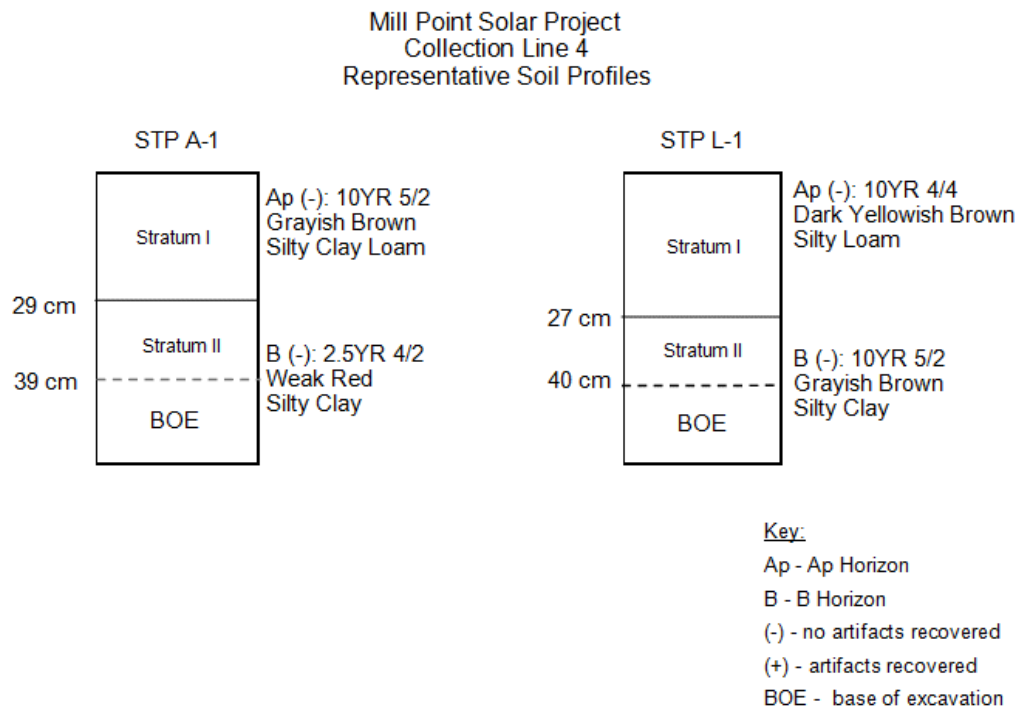 Mill Point Solar Project
Collection Line 4
Representative Soil Profiles
STP A-1
Stratum I
Ap (-): 10YR 5/2
Grayish Brown
Silty Clay Loam
29 cm
Stratum II
39 cm
B (-): 2.5YR 4/2
Weak Red
Silty Clay
BOE
STP L-1
Stratum I
Ap (-): 10YR 4/4
Dark Yellowish Brown
Silty Loam
27 cm
Stratum II
40 cm
B (-): 10YR 5/2
Grayish Brown
Silty Clay
BOE
Key:
Ap - Ap Horizon
B - B Horizon
(-) - no artifacts recovered
(+) - artifacts recovered
BOE - base of excavation